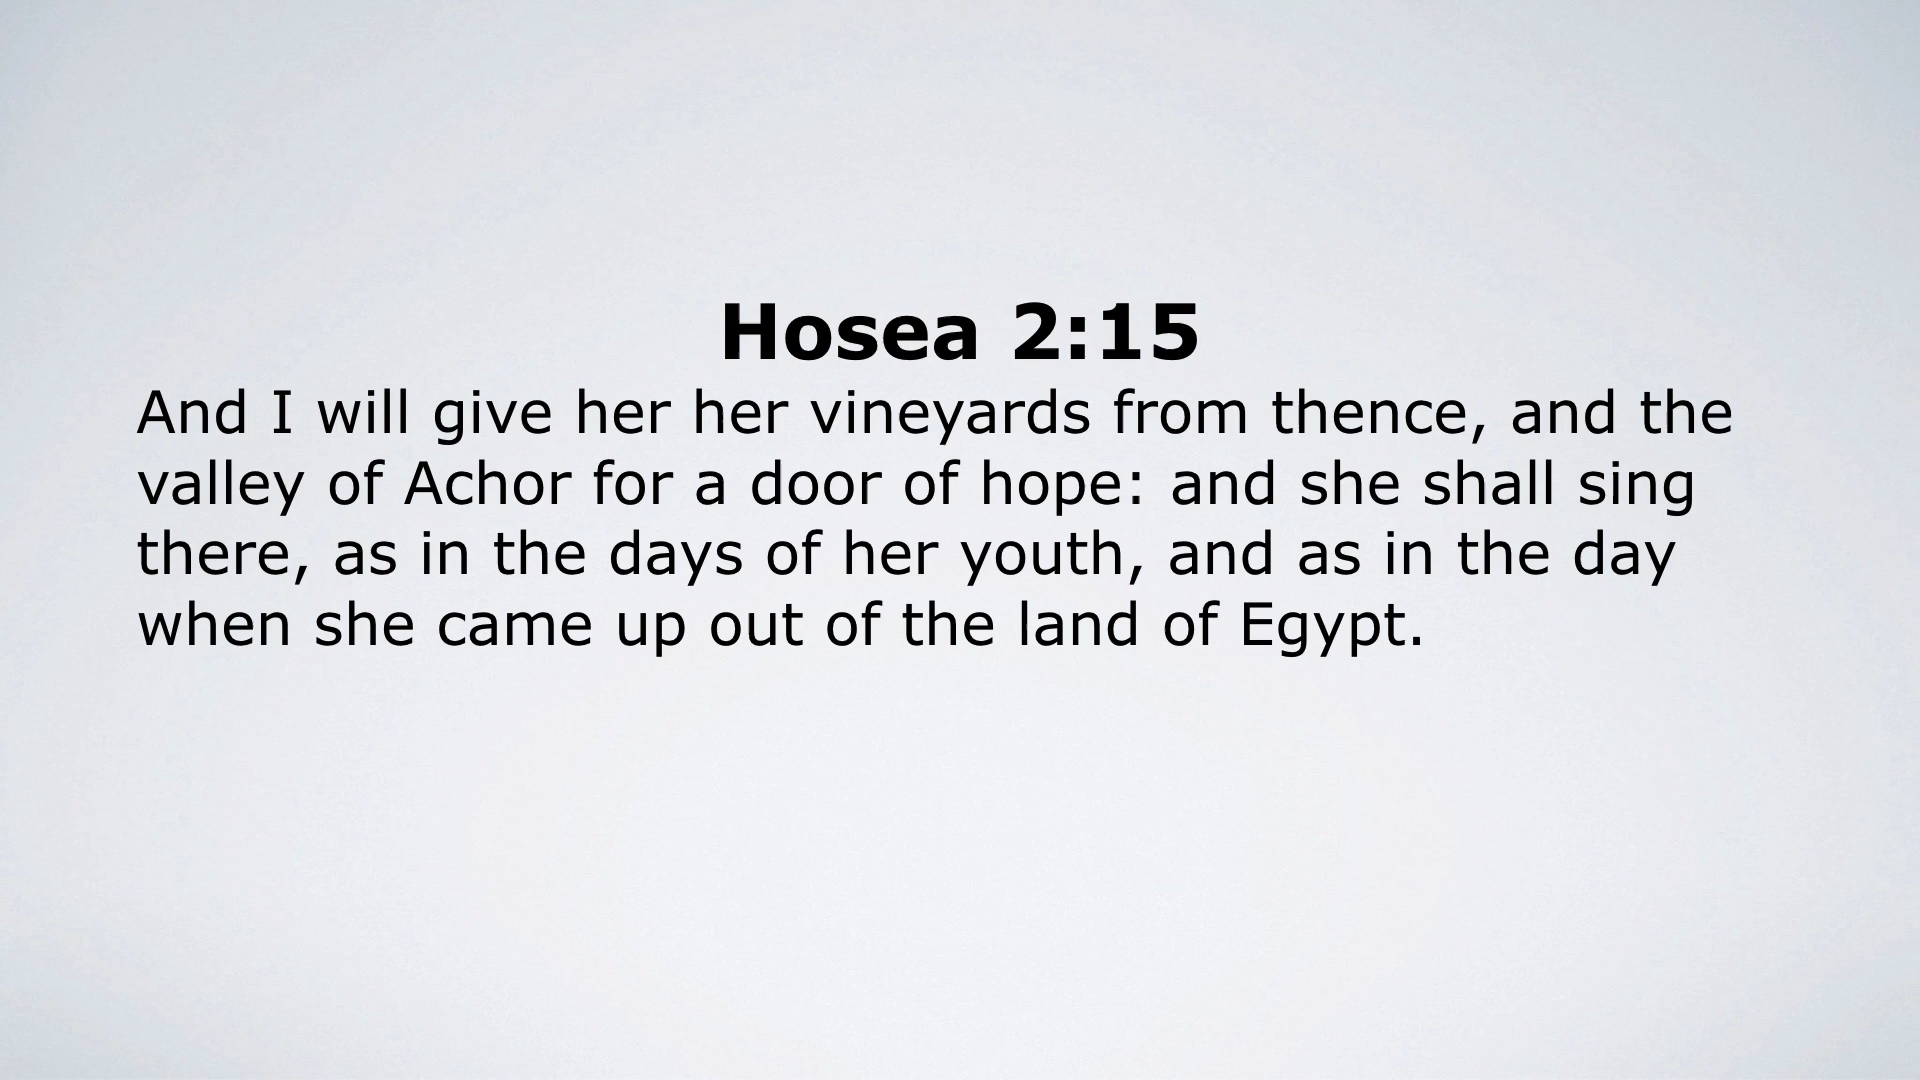 Hosea 2:15
And I will give her her vineyards from thence, and the
valley of Achor for a door of hope: and she shall sing
there, as in the days of her youth, and as in the day
when she came up out of the land of Egypt.